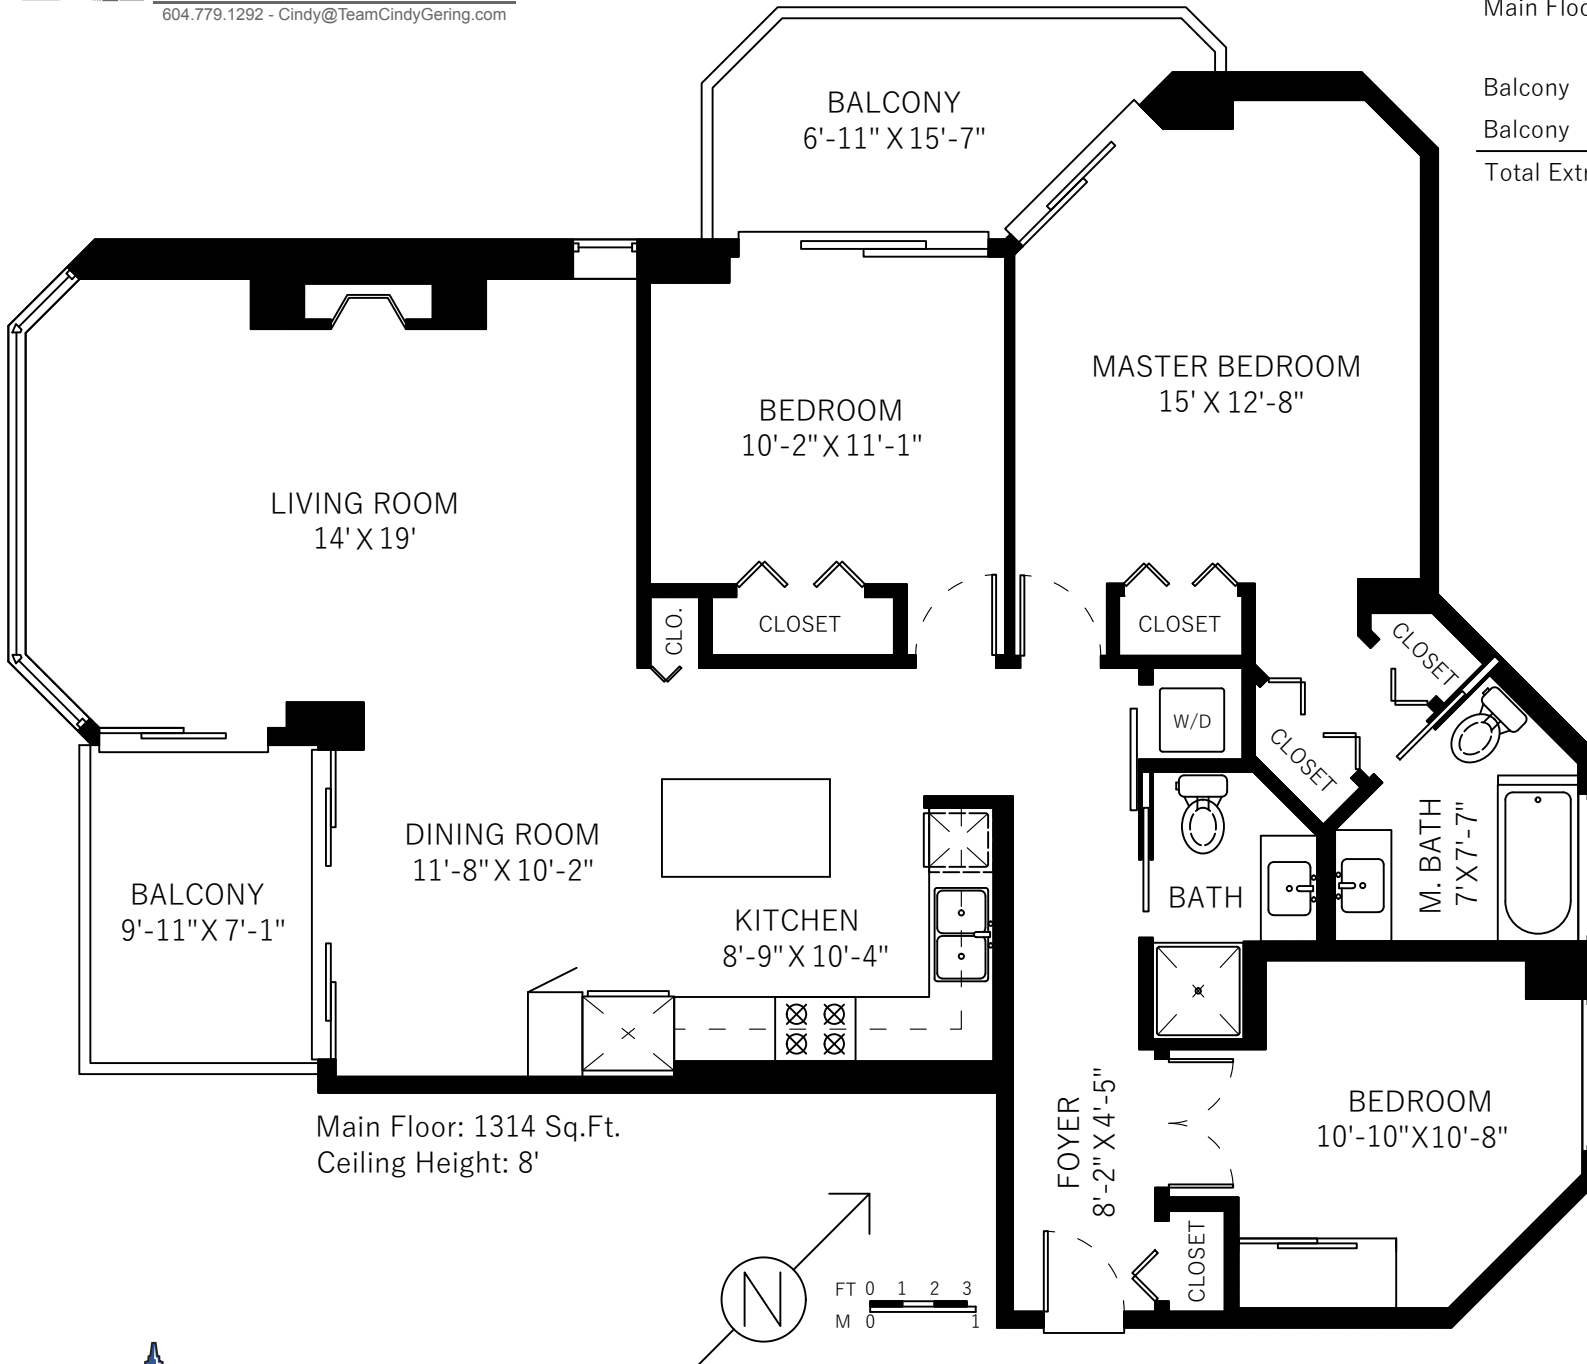 604.779.1292 - Cindy@TeamCindyGering.com
Main Floo
Balcony
Balcony
Total Extr
BALCONY
6'-11" X 15'-7"
MASTER BEDROOM
15' X 12'-8"
BEDROOM
10'-2" X 11'-1"
LIVING ROOM
14' X 19'
CLO.
CLOSET
CLOSET
CLOSET
CLOSET
W/D
DINING ROOM
11'-8" X 10'-2"
BALCONY
9'-11" X 7'-1"
KITCHEN
8'-9" X 10'-4"
BATH
M. BATH
7' X 7'-7"
BEDROOM
10'-10" X 10'-8"
FOYER
8'-2" X 4'-5"
CLOSET
Main Floor: 1314 Sq.Ft.
Ceiling Height: 8'
N
FT 0 1 2 3
M 0 1